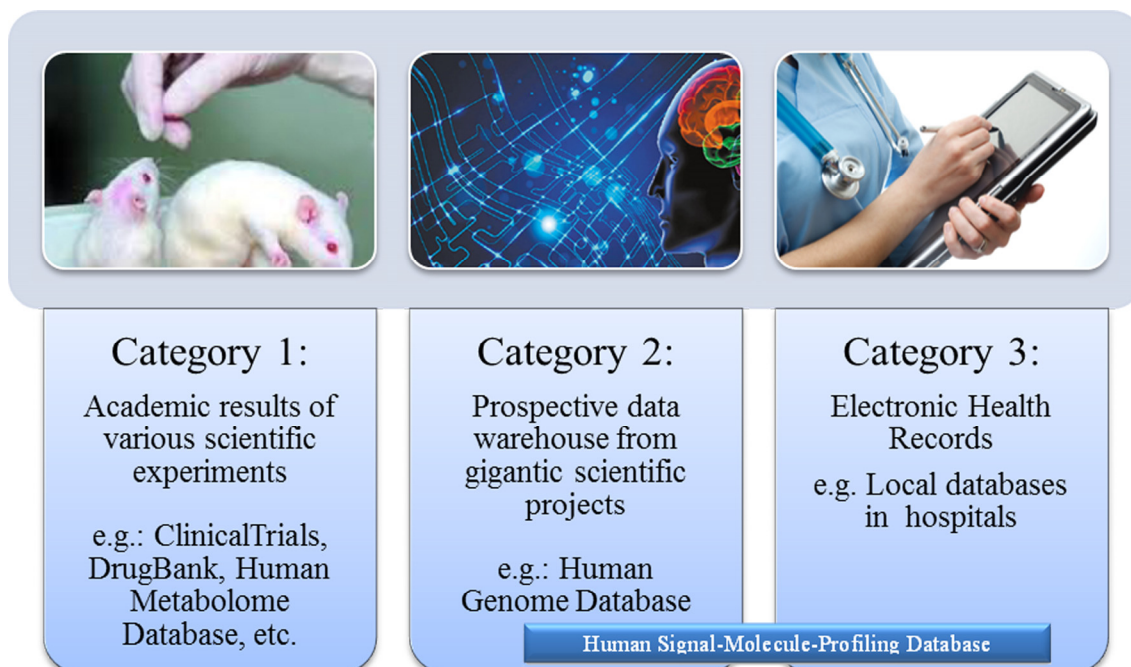 Category 1:
Academic results of
various scientific
experiments
e.g.: ClinicalTrials,
DrugBank, Human
Metabolome
Database, etc.
Category 2:
Prospective data
warehouse from
gigantic scientific
projects
e.g.: Human
Genome Database
Category 3:
Electronic Health
Records
e.g. Local databases
in hospitals
Human Signal-Molecule-Profiling Database